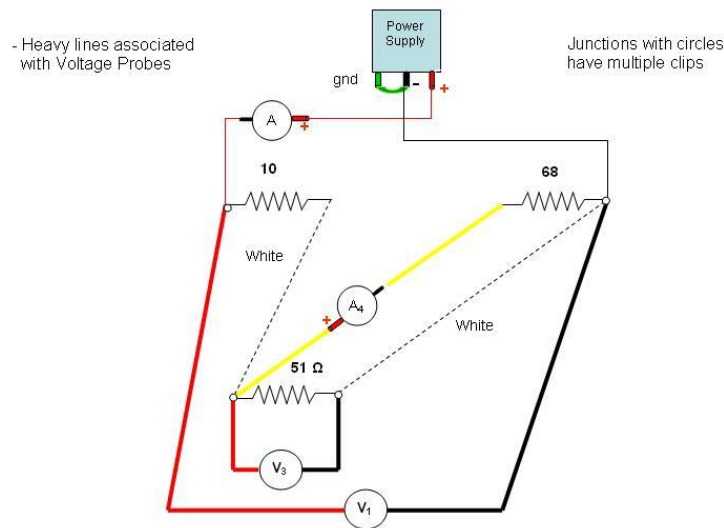 - Heavy lines associated
with Voltage Probes
Power
Supply
Junctions with circles
have multiple clips
gnd
-
+
A
+
10
68
White
A4
+
White
51 Ω
V3
V1